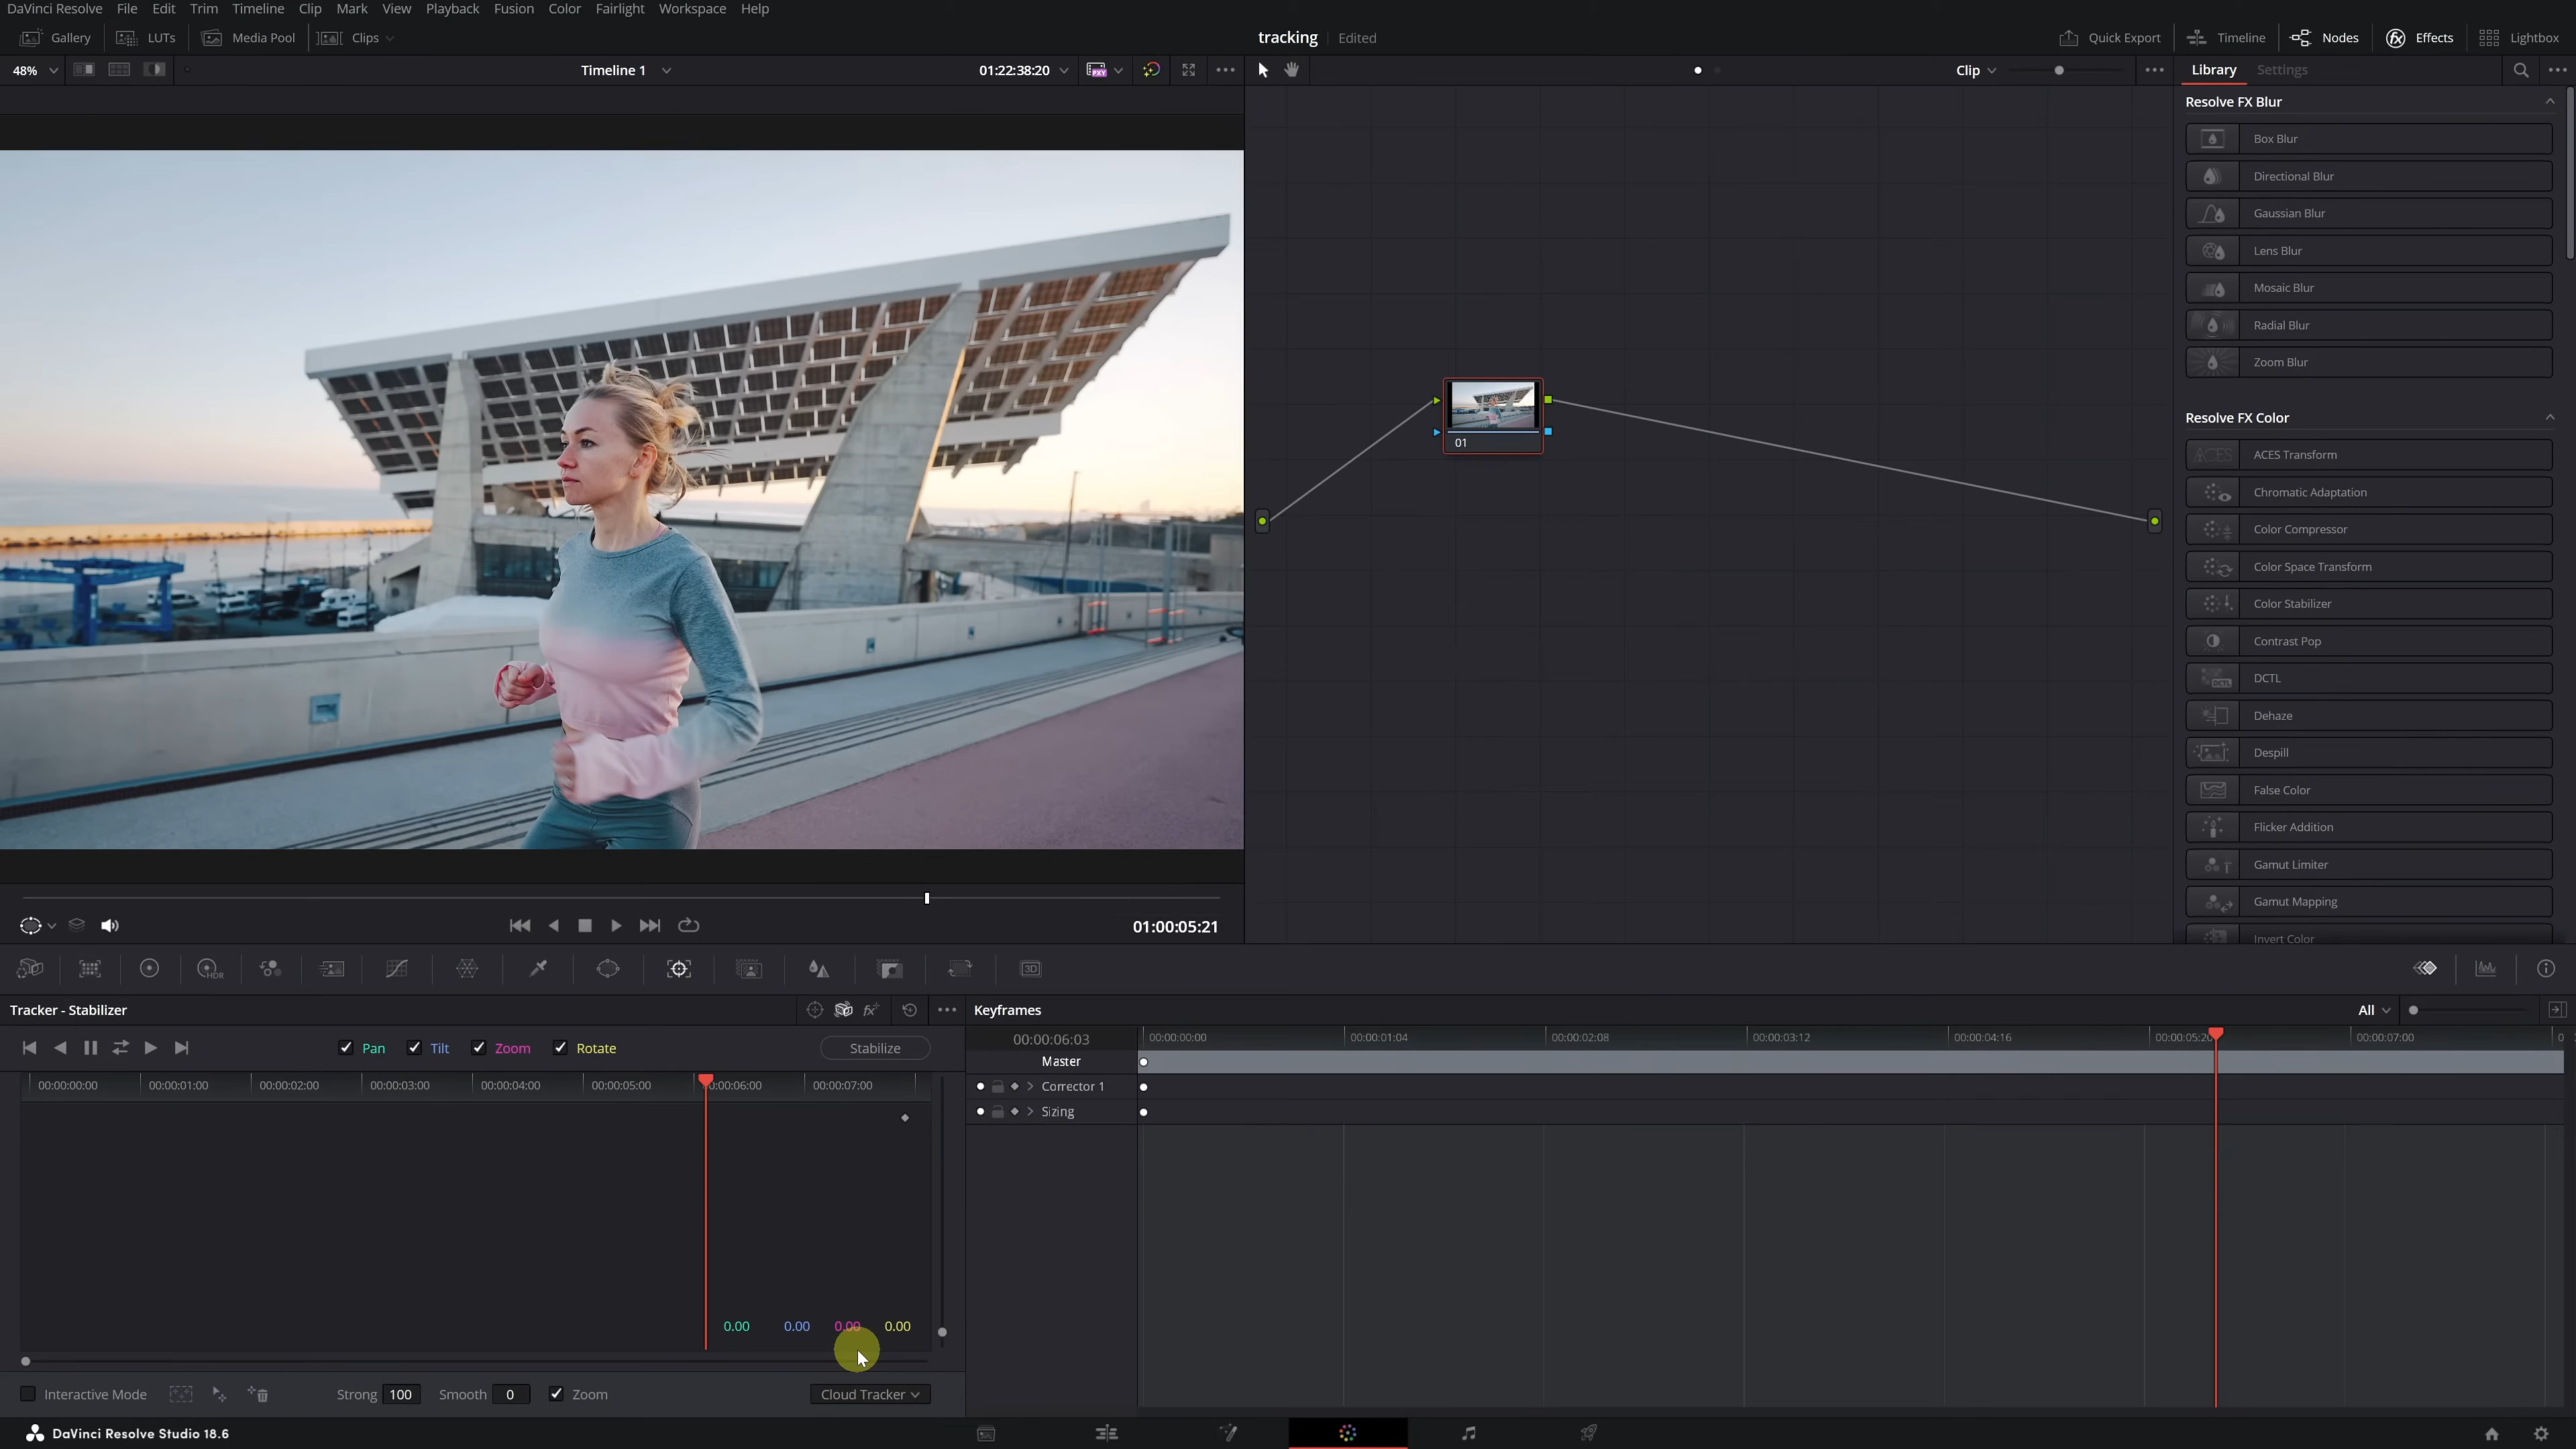 DaVinci Resolve File Edit Trim Timeline Clip Mark View Playback Fusion Color Fairlight Workspace Help
Gallery LUTs Media Pool Clips tracking Edited Quick Export Timeline Nodes Effects Lightbox
48% Timeline 1 01:22:38:20 PXY Clip Library Settings
Resolve FX Blur
Box Blur
Directional Blur
Gaussian Blur
Lens Blur
Mosaic Blur
Radial Blur
Zoom Blur
Resolve FX Color
ACES ACES Transform
01
Chromatic Adaptation
Color Compressor
Color Space Transform
Color Stabilizer
Contrast Pop
DCTL DCTL
Dehaze
Despill
False Color
Flicker Addition
Gamut Limiter
Gamut Mapping
Invert Color
01:00:05:21
HDR 3D
Tracker - Stabilizer Keyframes All
00:00:06:03 00:00:00:00 00:00:01:04 00:00:02:08 00:00:03:12 00:00:04:16 00:00:05:20 00:00:07:00 0
Pan Tilt Zoom Rotate Stabilize Master
00:00:00:00 00:00:01:00 00:00:02:00 00:00:03:00 00:00:04:00 00:00:05:00 00:00:06:00 00:00:07:00 Corrector 1
Sizing
0.00 0.00 0.00 0.00
Interactive Mode Strong 100 Smooth 0 Zoom Cloud Tracker
DaVinci Resolve Studio 18.6